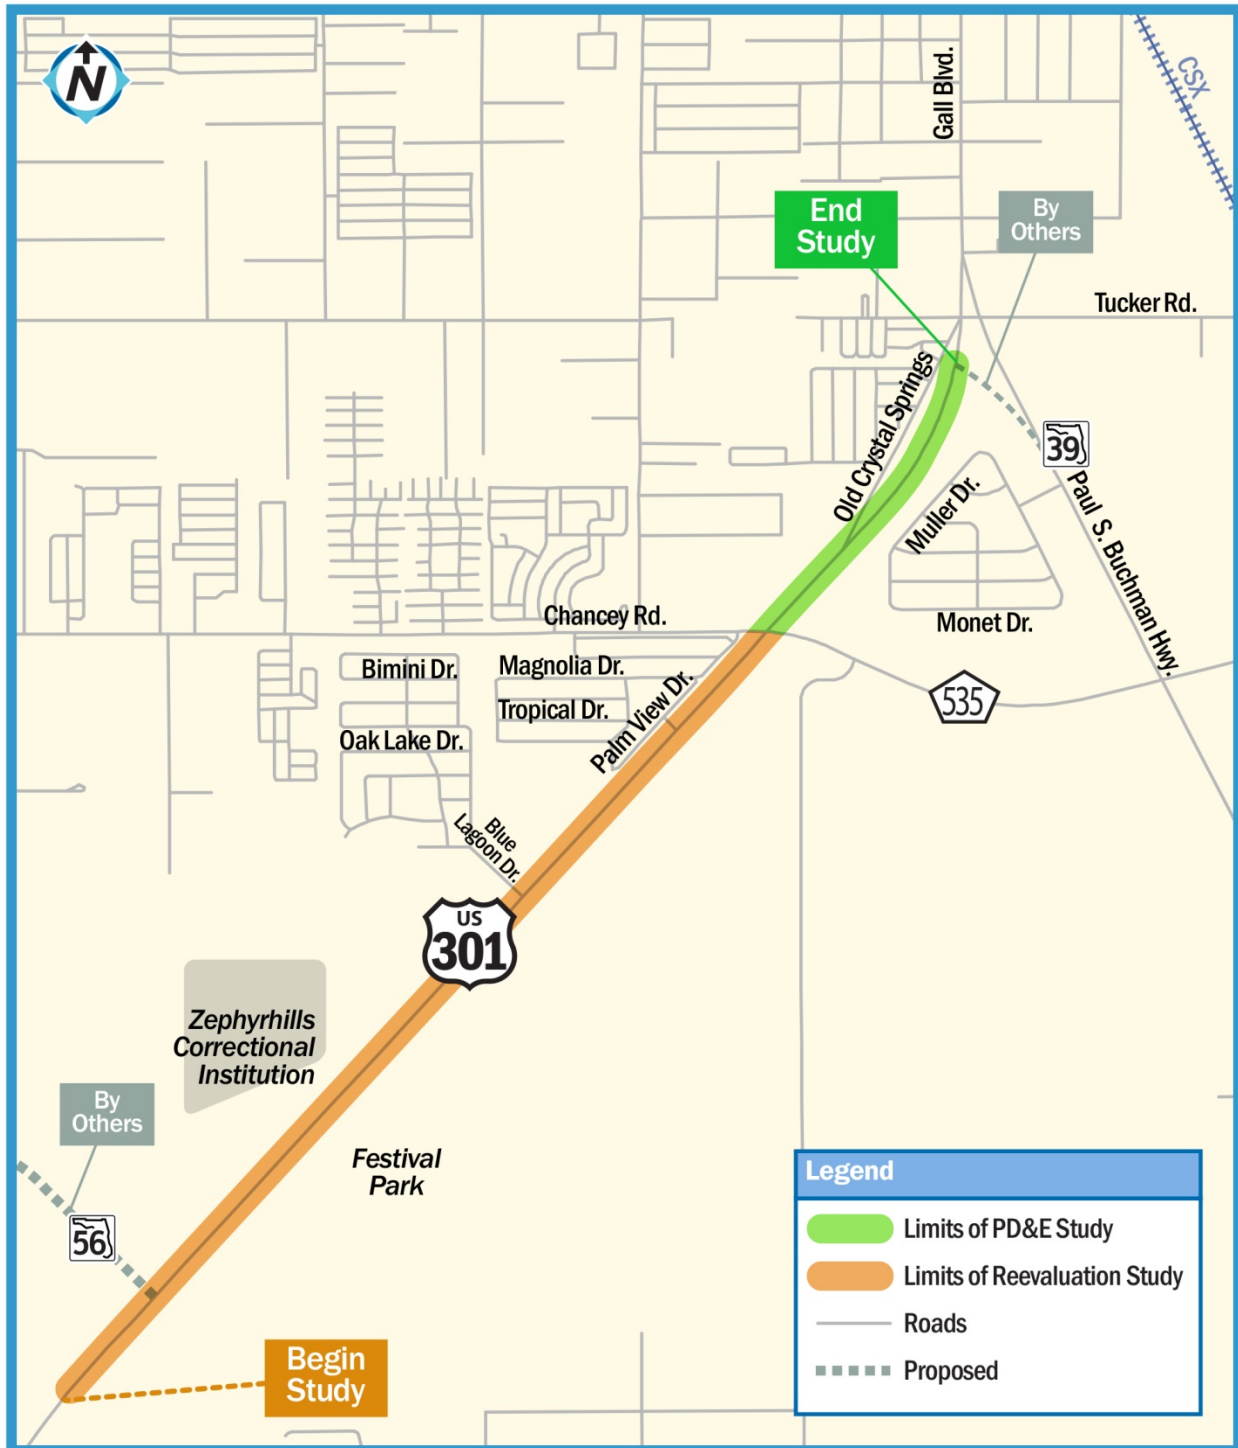 N
Gall Blvd.
CSX
End
Study
By
Others
Tucker Rd.
Old Crystal Springs
39
Muller Dr.
Paul S. Buchman Hwy.
Chancey Rd.
Monet Dr.
Bimini Dr.
Magnolia Dr.
Tropical Dr.
Palm View Dr.
535
Oak Lake Dr.
Blue
Lagoon Dr.
US
301
Zephyrhills
Correctional
Institution
By
Others
Festival
Park
56
Begin
Study
Legend
Limits of PD&E Study
Limits of Reevaluation Study
Roads
Proposed